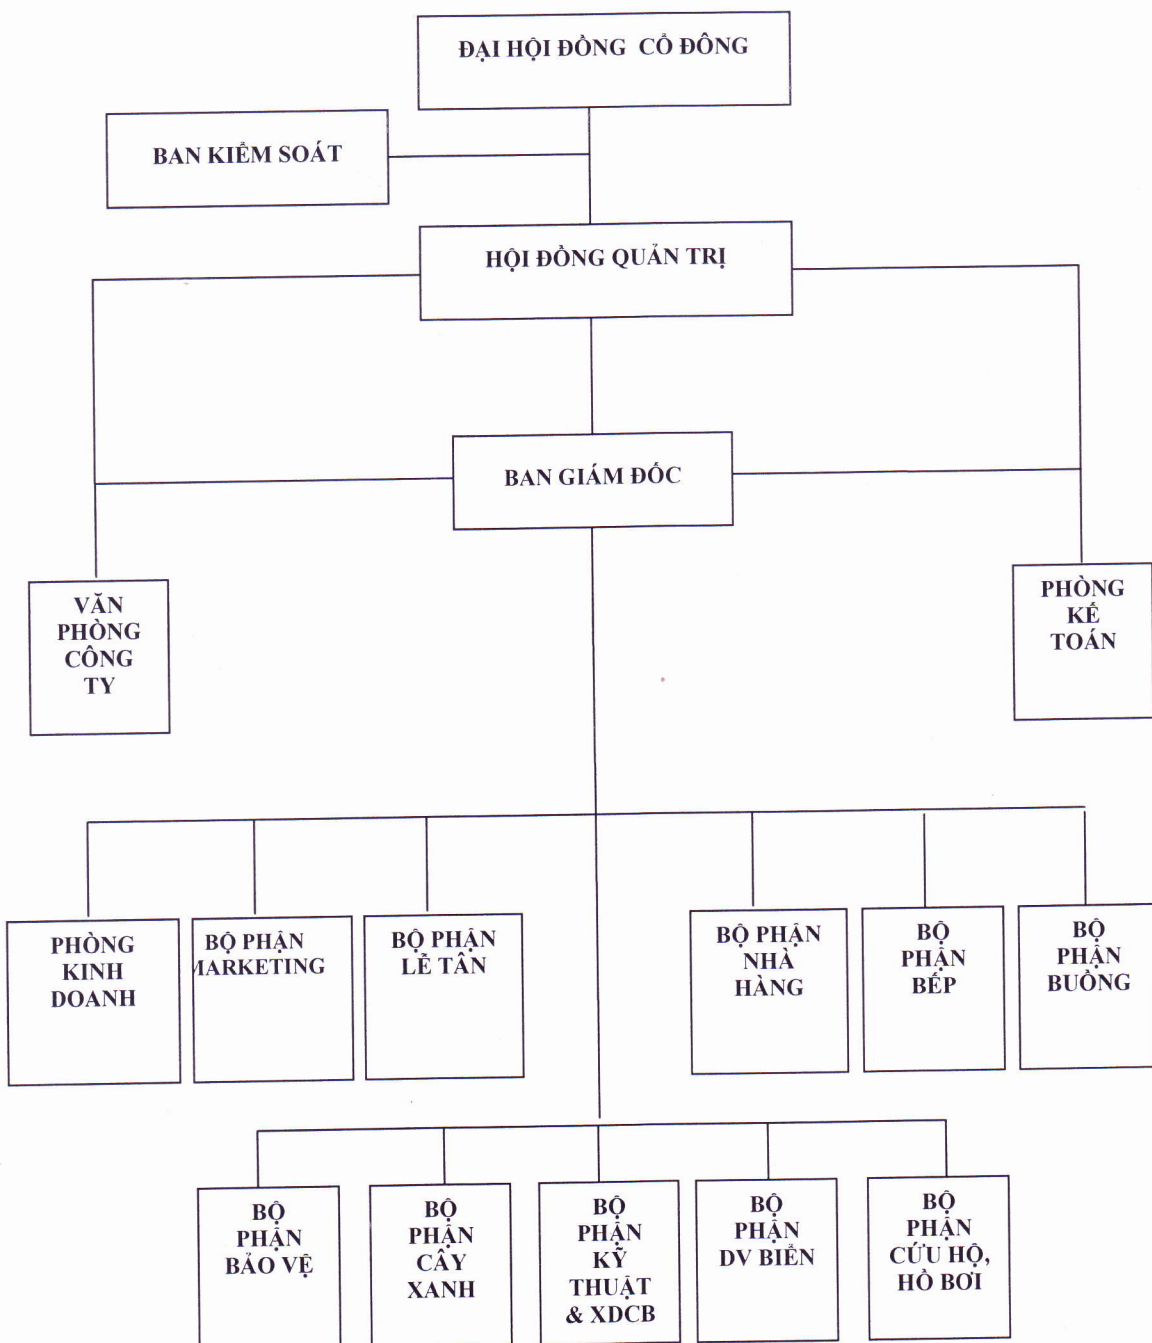 ĐẠI HỘI ĐỒNG CỔ ĐÔNG
BAN KIỂM SOÁT
HỘI ĐỒNG QUẢN TRỊ
BAN GIÁM ĐỐC
VĂN
PHÒNG
CÔNG
TY
PHÒNG
KẾ
TOÁN
PHÒNG
KINH
DOANH
BỘ PHẬN
MARKETING
BỘ PHẬN
LỄ TÂN
BỘ PHẬN
NHÀ
HÀNG
BỘ
PHẬN
BẾP
BỘ
PHẬN
BUỒNG
BỘ
PHẬN
BẢO VỆ
BỘ
PHẬN
CÂY
XANH
BỘ
PHẬN
KỸ
THUẬT
& XDCB
BỘ
PHẬN
DV BIỂN
BỘ
PHẬN
CỨU HỘ,
HỒ BƠI